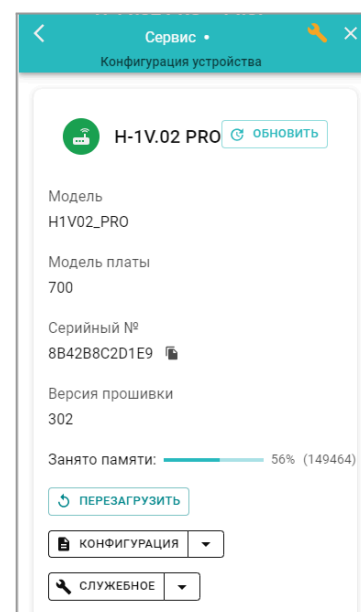 Сервис •
Конфигурация устройства
H-1V.02 PRO
ОБНОВИТЬ
Модель
H1V02_PRO
Модель платы
700
Серийный №
8B42B8C2D1E9
Версия прошивки
302
Занято памяти: 56% (149464)
ПЕРЕЗАГРУЗИТЬ
КОНФИГУРАЦИЯ
СЛУЖЕБНОЕ